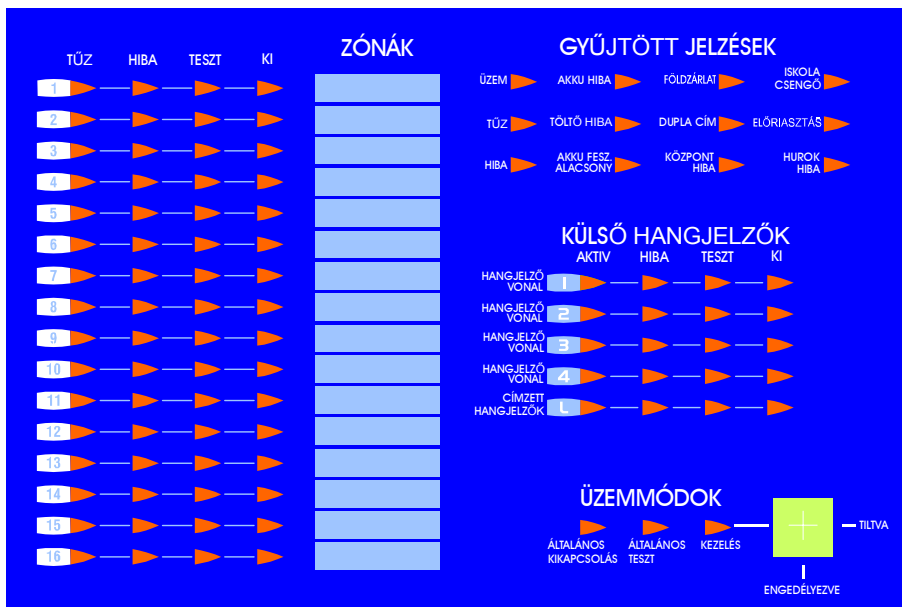 ZÓNÁK
TŰZ HIBA TESZT KI
1
2
3
4
5
6
7
8
9
10
11
12
13
14
15
16
GYŰJTÖTT JELZÉSEK
ÜZEM AKKU HIBA FÖLDZÁRLAT ISKOLA
CSENGŐ
TŰZ TÖLTŐ HIBA DUPLA CÍM ELŐRIASZTÁS
HIBA AKKU FESZ.
ALACSONY
KÖZPONT
HIBA
HUROK
HIBA
KÜLSŐ HANGJELZŐK
AKTIV HIBA TESZT KI
HANGJELZŐ
VONAL 1
HANGJELZŐ
VONAL 2
HANGJELZŐ
VONAL 3
HANGJELZŐ
VONAL 4
CÍMZETT
HANGJELZŐK L
ÜZEMMÓDOK
ÁLTALÁNOS
KIKAPCSOLÁS
ÁLTALÁNOS
TESZT
KEZELÉS
TILTVA
ENGEDÉLYEZVE